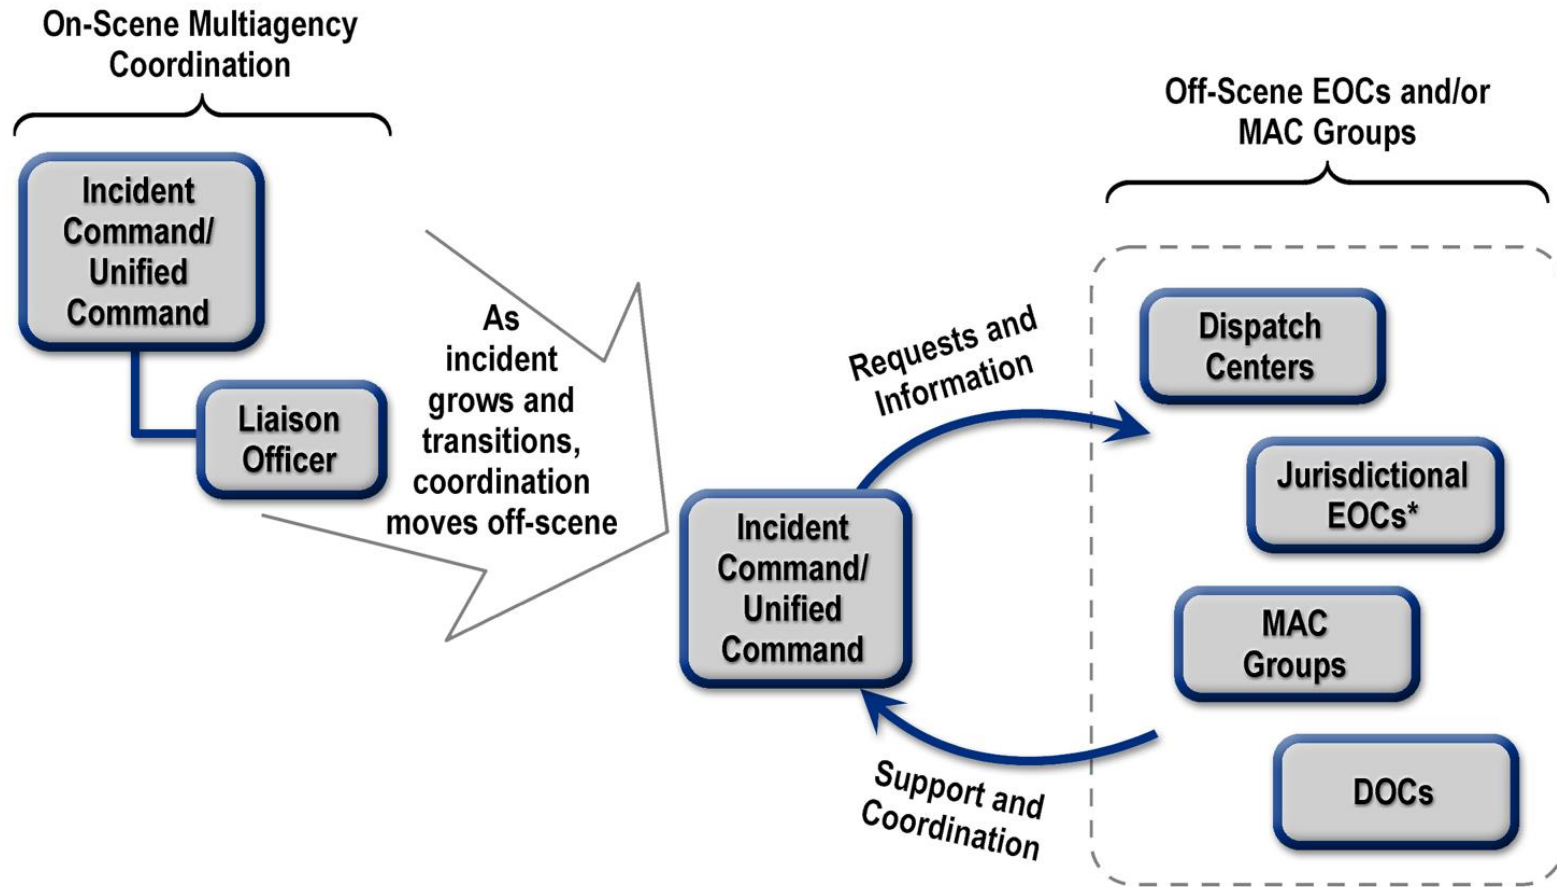 On-Scene Multiagency
Coordination
Incident
Command/
Unified
Command
Liaison
Officer
As
incident
grows and
transitions,
coordination
moves off-scene
Incident
Command/
Unified
Command
Requests and
Information
Support and
Coordination
Off-Scene EOCs and/or
MAC Groups
Dispatch
Centers
Jurisdictional
EOCs*
MAC
Groups
DOCs